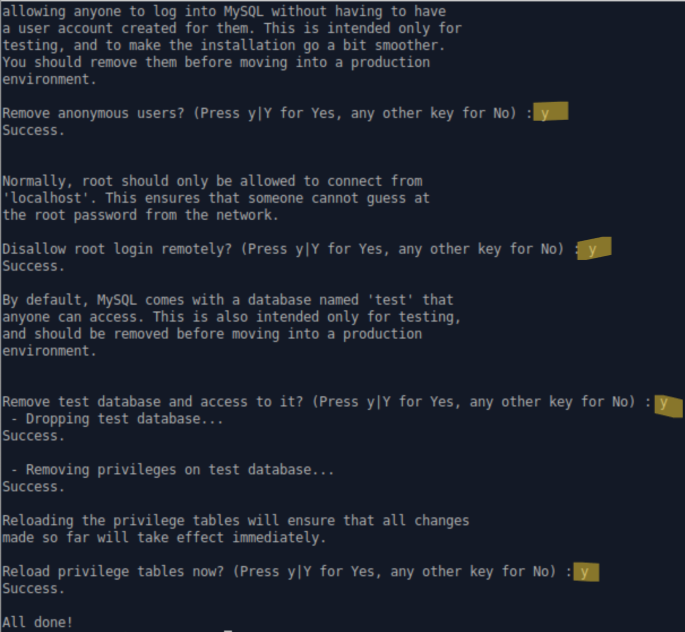 allowing anyone to log into MySQL without having to have
a user account created for them. This is intended only for
testing, and to make the installation go a bit smoother.
You should remove them before moving into a production
environment.
Remove anonymous users? (Press y|Y for Yes, any other key for No) : y
Success.
Normally, root should only be allowed to connect from
'localhost'. This ensures that someone cannot guess at
the root password from the network.
Disallow root login remotely? (Press y|Y for Yes, any other key for No) : y
Success.
By default, MySQL comes with a database named 'test' that
anyone can access. This is also intended only for testing,
and should be removed before moving into a production
environment.
Remove test database and access to it? (Press y|Y for Yes, any other key for No) : y
 - Dropping test database...
Success.
 - Removing privileges on test database...
Success.
Reloading the privilege tables will ensure that all changes
made so far will take effect immediately.
Reload privilege tables now? (Press y|Y for Yes, any other key for No) : y
Success.
All done!